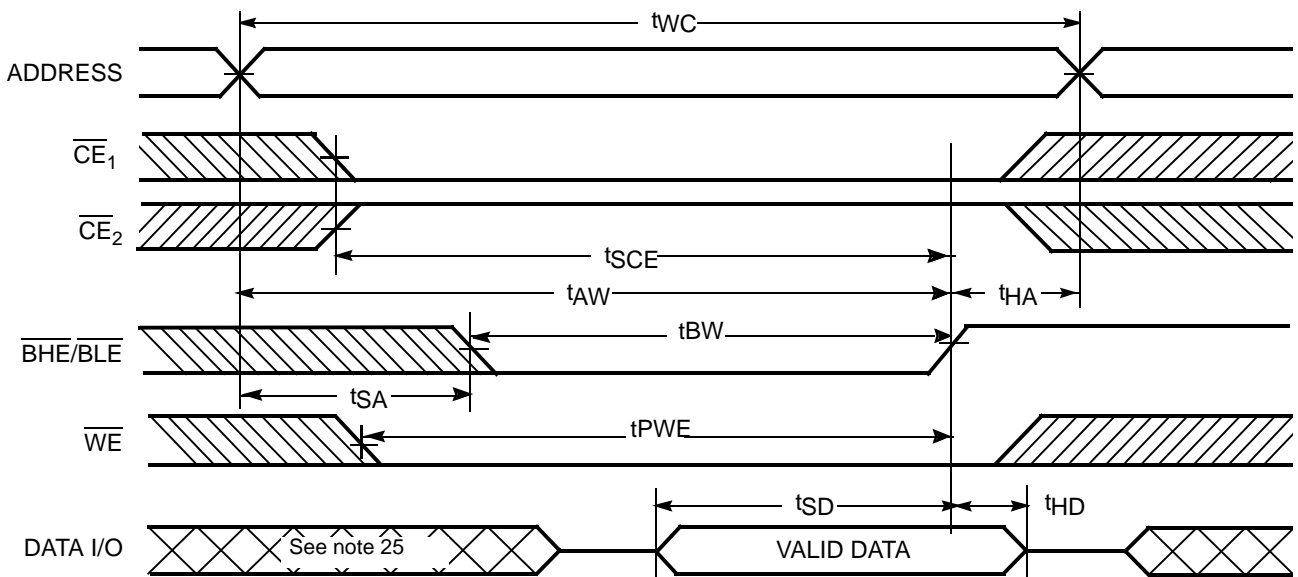 tWC
ADDRESS
CE1
CE2
tSCE
tAW
tHA
BHE/BLE
tBW
tSA
WE
tPWE
tSD
tHD
DATA I/O
See note 25
VALID DATA